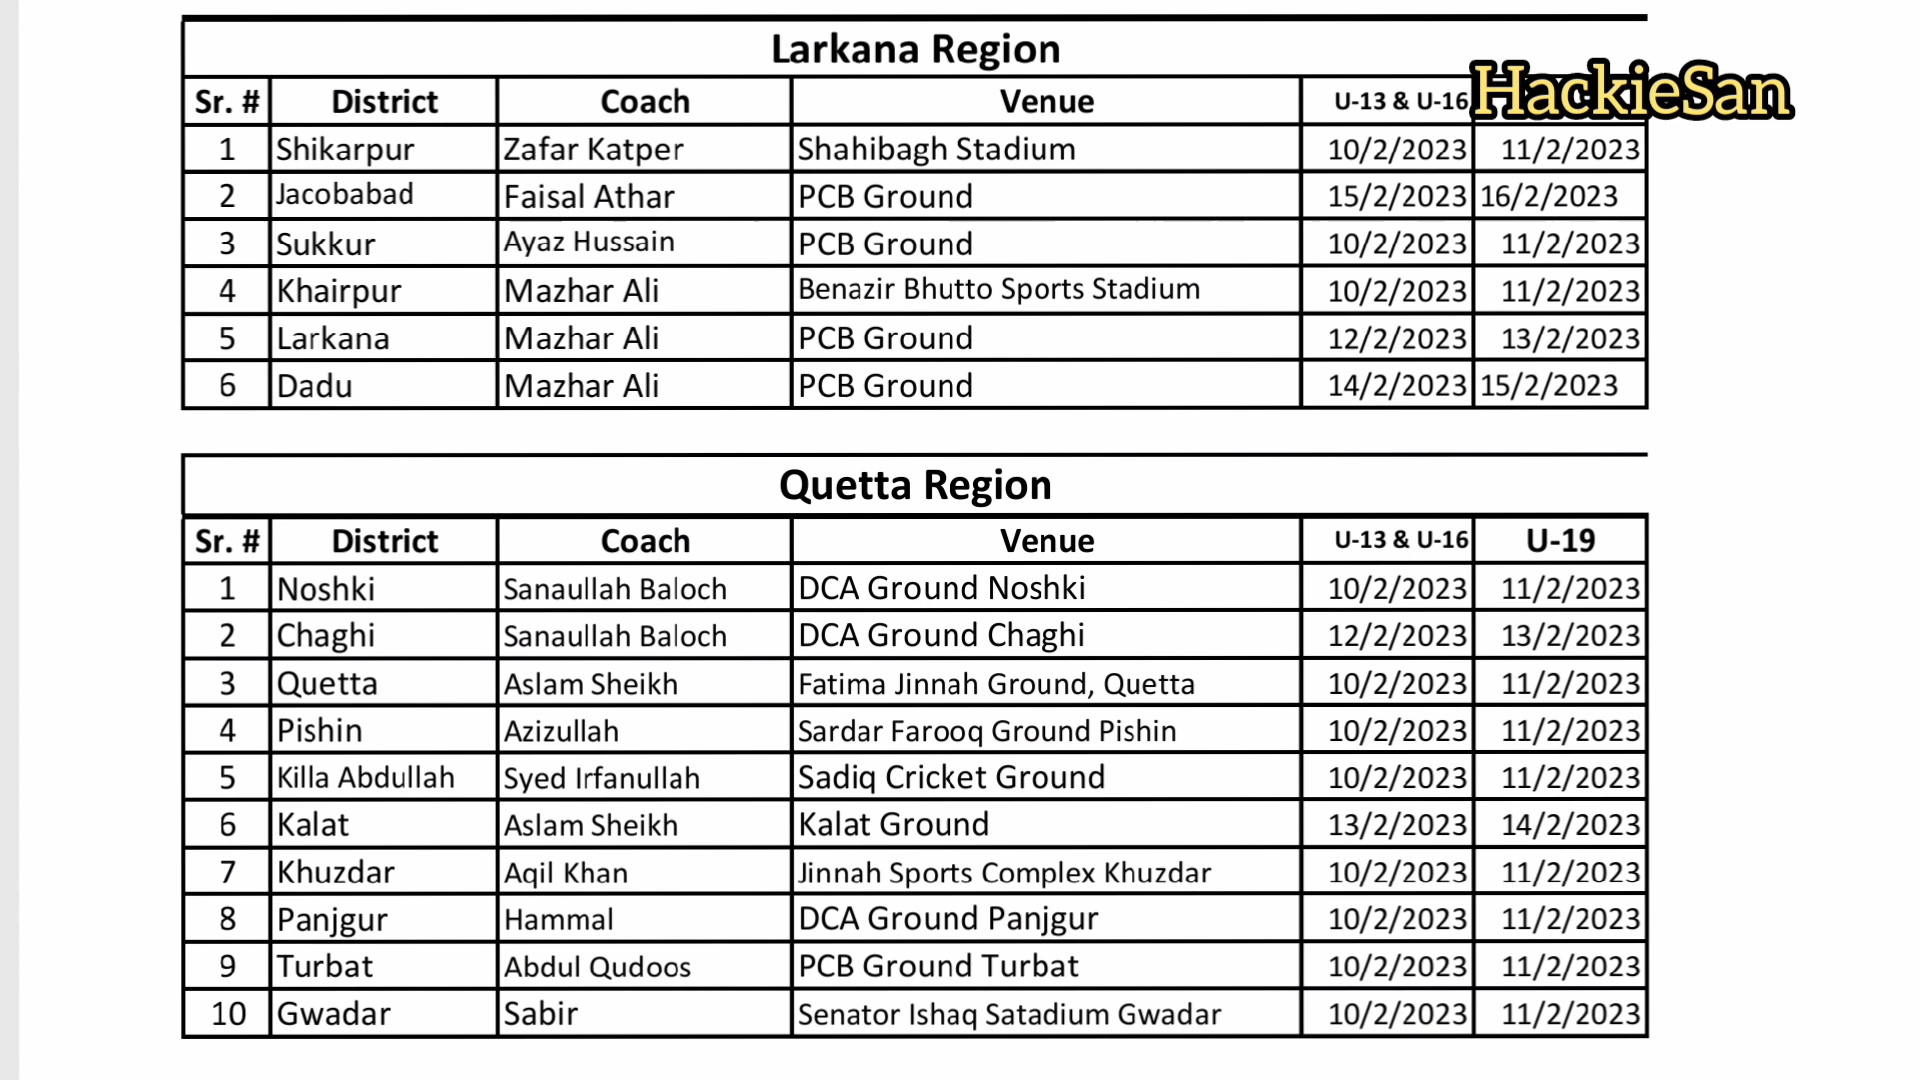 Larkana Region
HackieSan
Sr. # District Coach Venue U-13 & U-16
1 Shikarpur Zafar Katper Shahibagh Stadium 10/2/2023 11/2/2023
2 Jacobabad Faisal Athar PCB Ground 15/2/2023 16/2/2023
3 Sukkur Ayaz Hussain PCB Ground 10/2/2023 11/2/2023
4 Khairpur Mazhar Ali Benazir Bhutto Sports Stadium 10/2/2023 11/2/2023
5 Larkana Mazhar Ali PCB Ground 12/2/2023 13/2/2023
6 Dadu Mazhar Ali PCB Ground 14/2/2023 15/2/2023
Quetta Region
Sr. # District Coach Venue U-13 & U-16 U-19
1 Noshki Sanaullah Baloch DCA Ground Noshki 10/2/2023 11/2/2023
2 Chaghi Sanaullah Baloch DCA Ground Chaghi 12/2/2023 13/2/2023
3 Quetta Aslam Sheikh Fatima Jinnah Ground, Quetta 10/2/2023 11/2/2023
4 Pishin Azizullah Sardar Farooq Ground Pishin 10/2/2023 11/2/2023
5 Killa Abdullah Syed Irfanullah Sadiq Cricket Ground 10/2/2023 11/2/2023
6 Kalat Aslam Sheikh Kalat Ground 13/2/2023 14/2/2023
7 Khuzdar Aqil Khan Jinnah Sports Complex Khuzdar 10/2/2023 11/2/2023
8 Panjgur Hammal DCA Ground Panjgur 10/2/2023 11/2/2023
9 Turbat Abdul Qudoos PCB Ground Turbat 10/2/2023 11/2/2023
10 Gwadar Sabir Senator Ishaq Satadium Gwadar 10/2/2023 11/2/2023